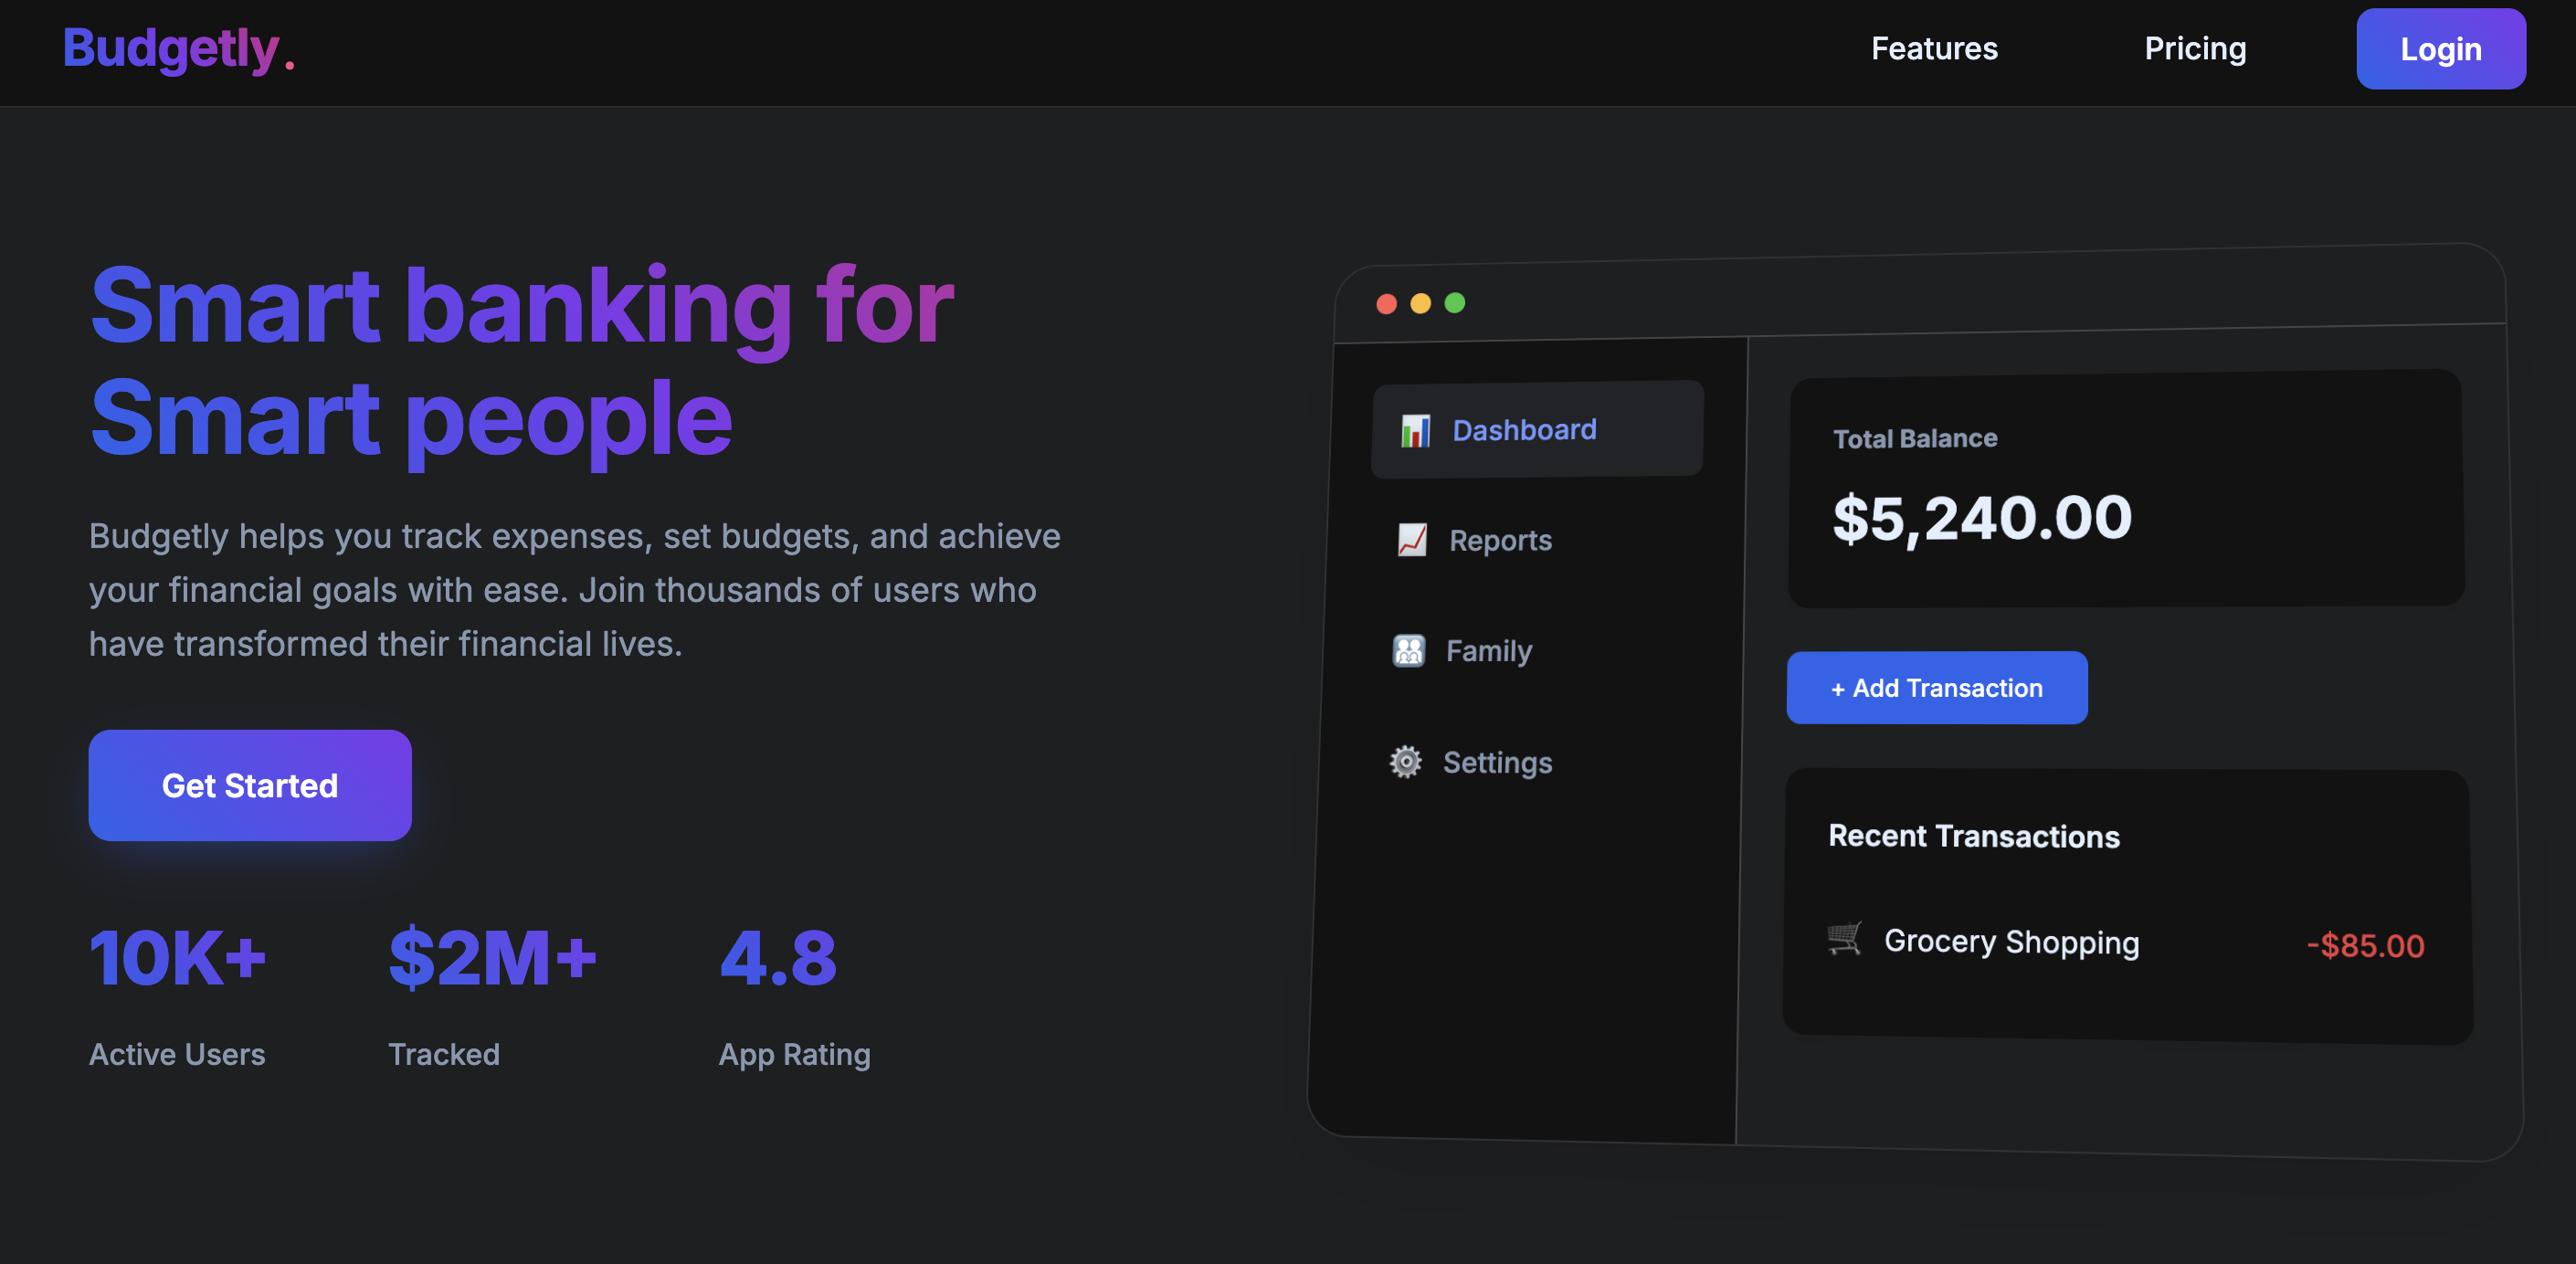 Budgetly.
Features
Pricing
Login
Smart banking for
Smart people
Budgetly helps you track expenses, set budgets, and achieve
your financial goals with ease. Join thousands of users who
have transformed their financial lives.
Get Started
10K+
Active Users
$2M+
Tracked
4.8
App Rating
Dashboard
Reports
Family
Settings
Total Balance
$5,240.00
+ Add Transaction
Recent Transactions
Grocery Shopping
-$85.00